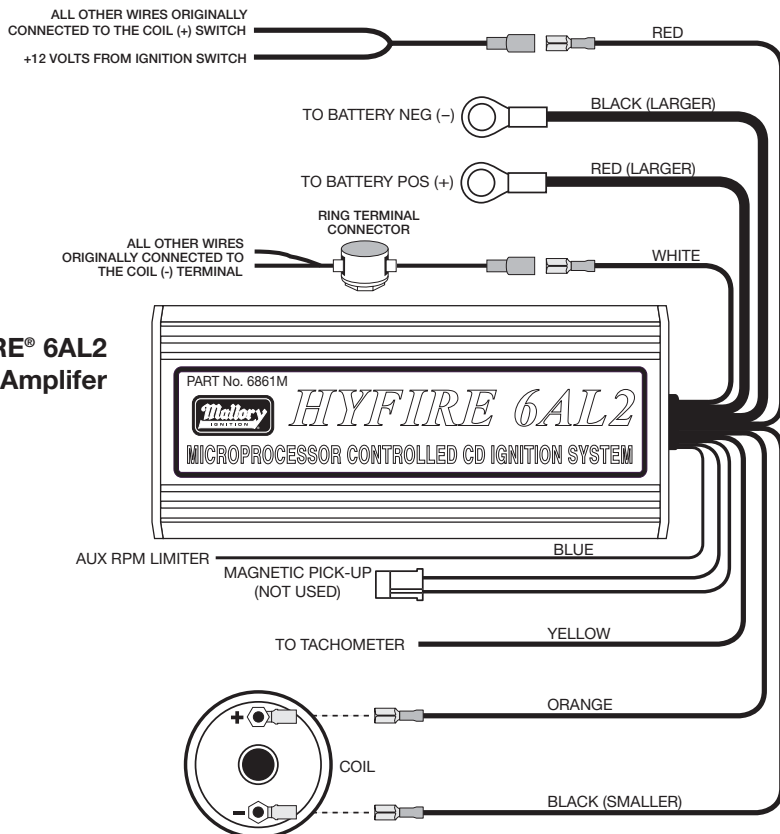 ALL OTHER WIRES ORIGINALLY
CONNECTED TO THE COIL (+) SWITCH
+12 VOLTS FROM IGNITION SWITCH
RED
TO BATTERY NEG (–)
BLACK (LARGER)
TO BATTERY POS (+)
RED (LARGER)
RING TERMINAL
CONNECTOR
ALL OTHER WIRES
ORIGINALLY CONNECTED TO
THE COIL (-) TERMINAL
WHITE
RE® 6AL2
Amplifer
PART No. 6861M
Mallory
IGNITION
HYFIRE 6AL2
MICROPROCESSOR CONTROLLED CD IGNITION SYSTEM
AUX RPM LIMITER
BLUE
MAGNETIC PICK-UP
(NOT USED)
TO TACHOMETER
YELLOW
+
ORANGE
COIL
–
BLACK (SMALLER)